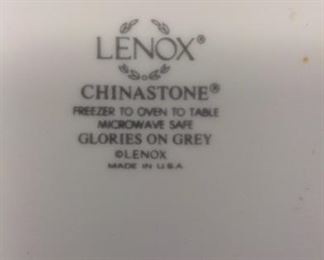 LENOX®
CHINASTONE®
FREEZER TO OVEN TO TABLE
MICROWAVE SAFE
GLORIES ON GREY
©LENOX
MADE IN U.S.A.